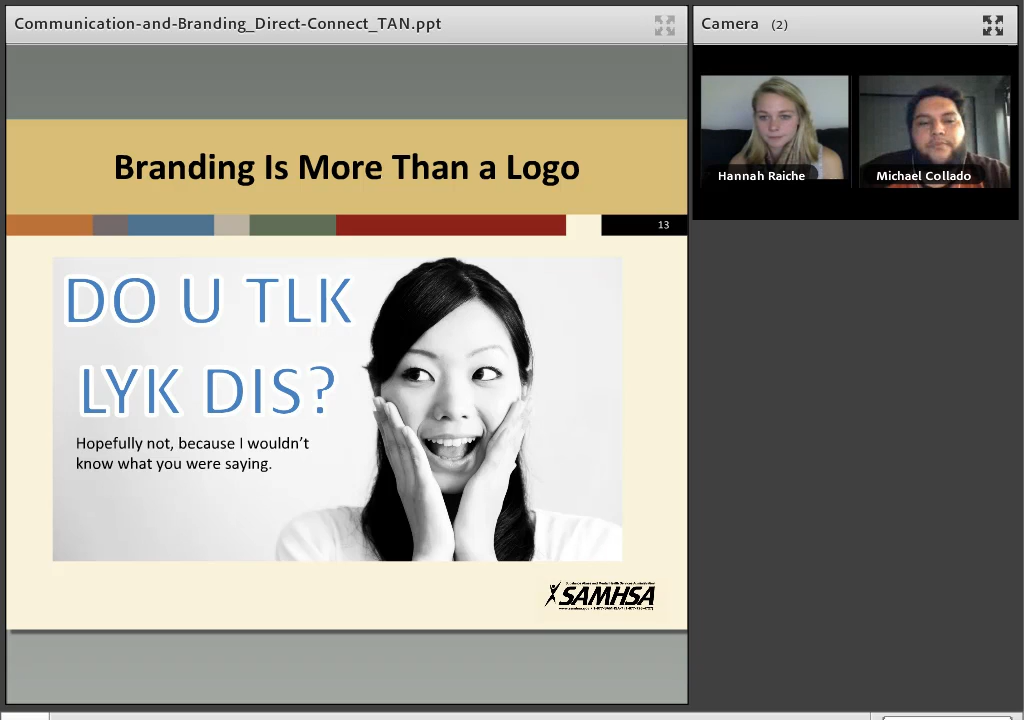 Communication-and-Branding_Direct-Connect_TAN.ppt
Camera (2)
Hannah Raiche
Michael Collado
Branding Is More Than a Logo
13
DO U TLK
LYK DIS?
Hopefully not, because I wouldn't
know what you were saying.
SAMHSA